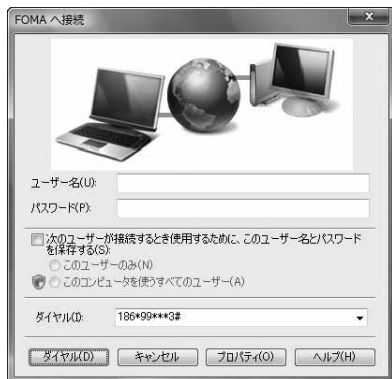 FOMA へ接続
ユーザー名(U):
パスワード(P):
次のユーザーが接続するとき使用するために、このユーザー名とパスワード
を保存する(S):
このユーザーのみ(N)
このコンピュータを使うすべてのユーザー(A)
ダイヤル(I): 186*99***3#
ダイヤル(D) キャンセル プロパティ(O) ヘルプ(H)